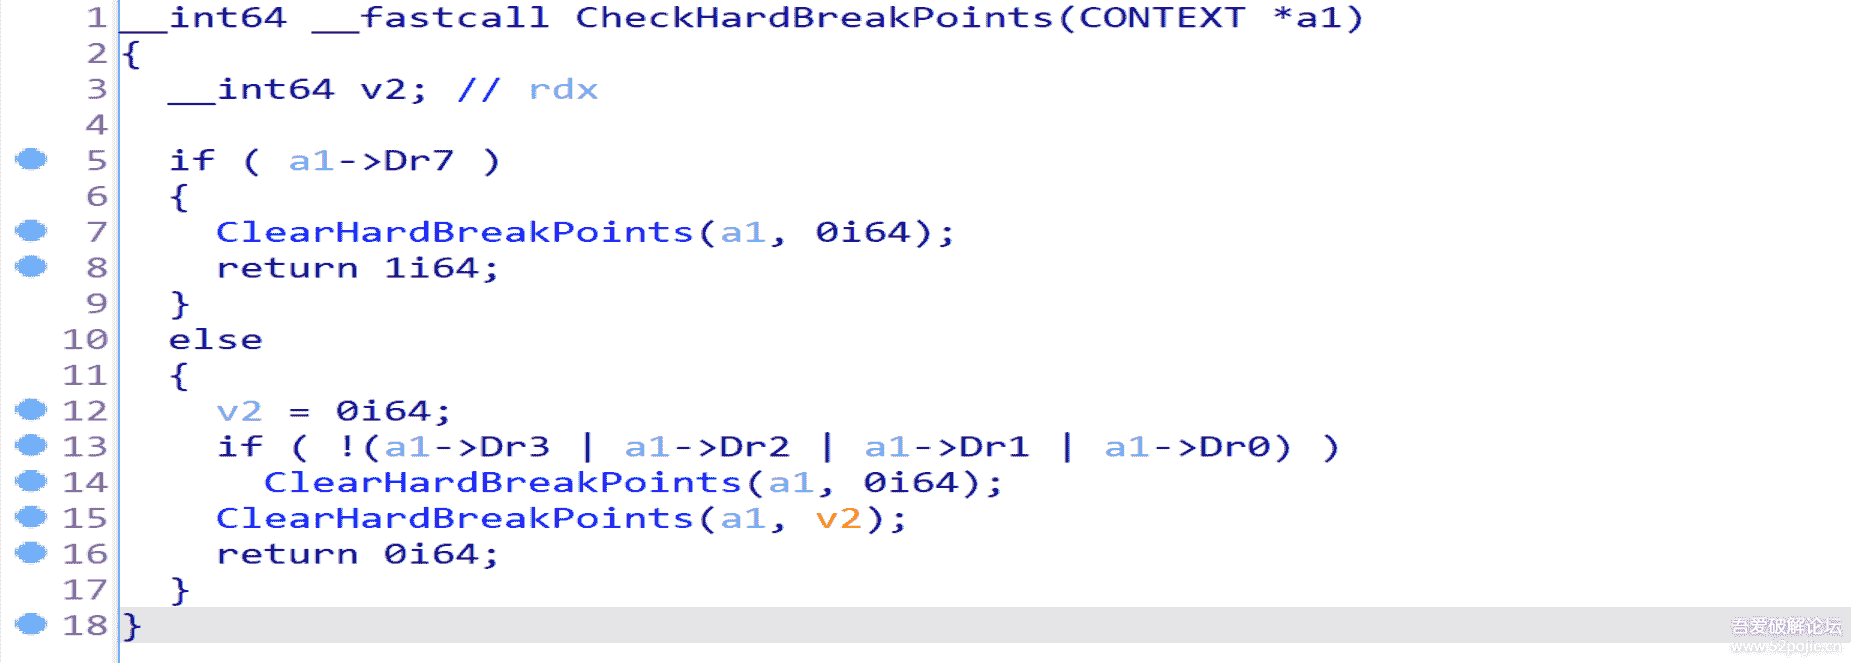 1 __int64 __fastcall CheckHardBreakPoints(CONTEXT *a1)
2 {
3 __int64 v2; // rdx
4
5 if ( a1->Dr7 )
6 {
7 ClearHardBreakPoints(a1, 0i64);
8 return 1i64;
9 }
10 else
11 {
12 v2 = 0i64;
13 if ( !(a1->Dr3 | a1->Dr2 | a1->Dr1 | a1->Dr0) )
14 ClearHardBreakPoints(a1, 0i64);
15 ClearHardBreakPoints(a1, v2);
16 return 0i64;
17 }
18 }
吾爱破解论坛
www.52pojie.cn